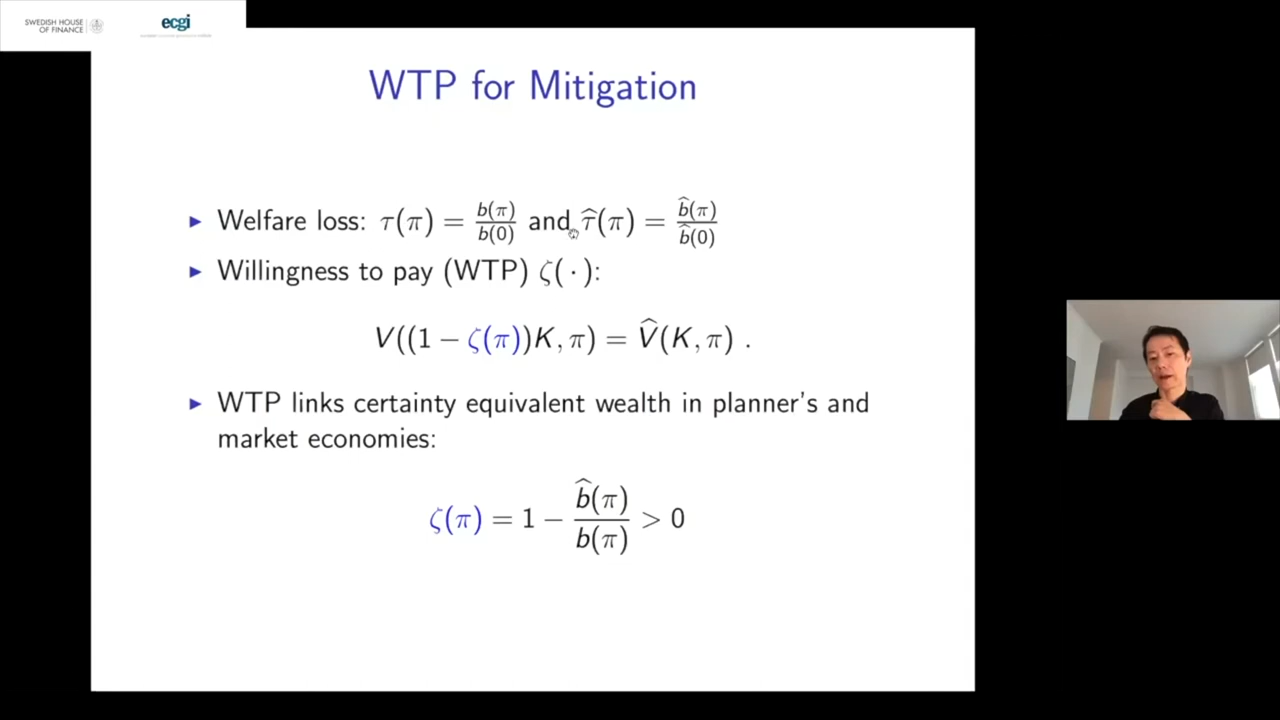 SWEDISH HOUSE
OF FINANCE
ecgi
WTP for Mitigation
▶ Welfare loss: τ(π) = b(π)/b(0) and τ̂(π) = b̂(π)/b̂(0)
▶ Willingness to pay (WTP) ζ(·):
V((1 − ζ(π))K, π) = V̂(K, π) .
▶ WTP links certainty equivalent wealth in planner's and
market economies:
ζ(π) = 1 − b̂(π)/b(π) > 0